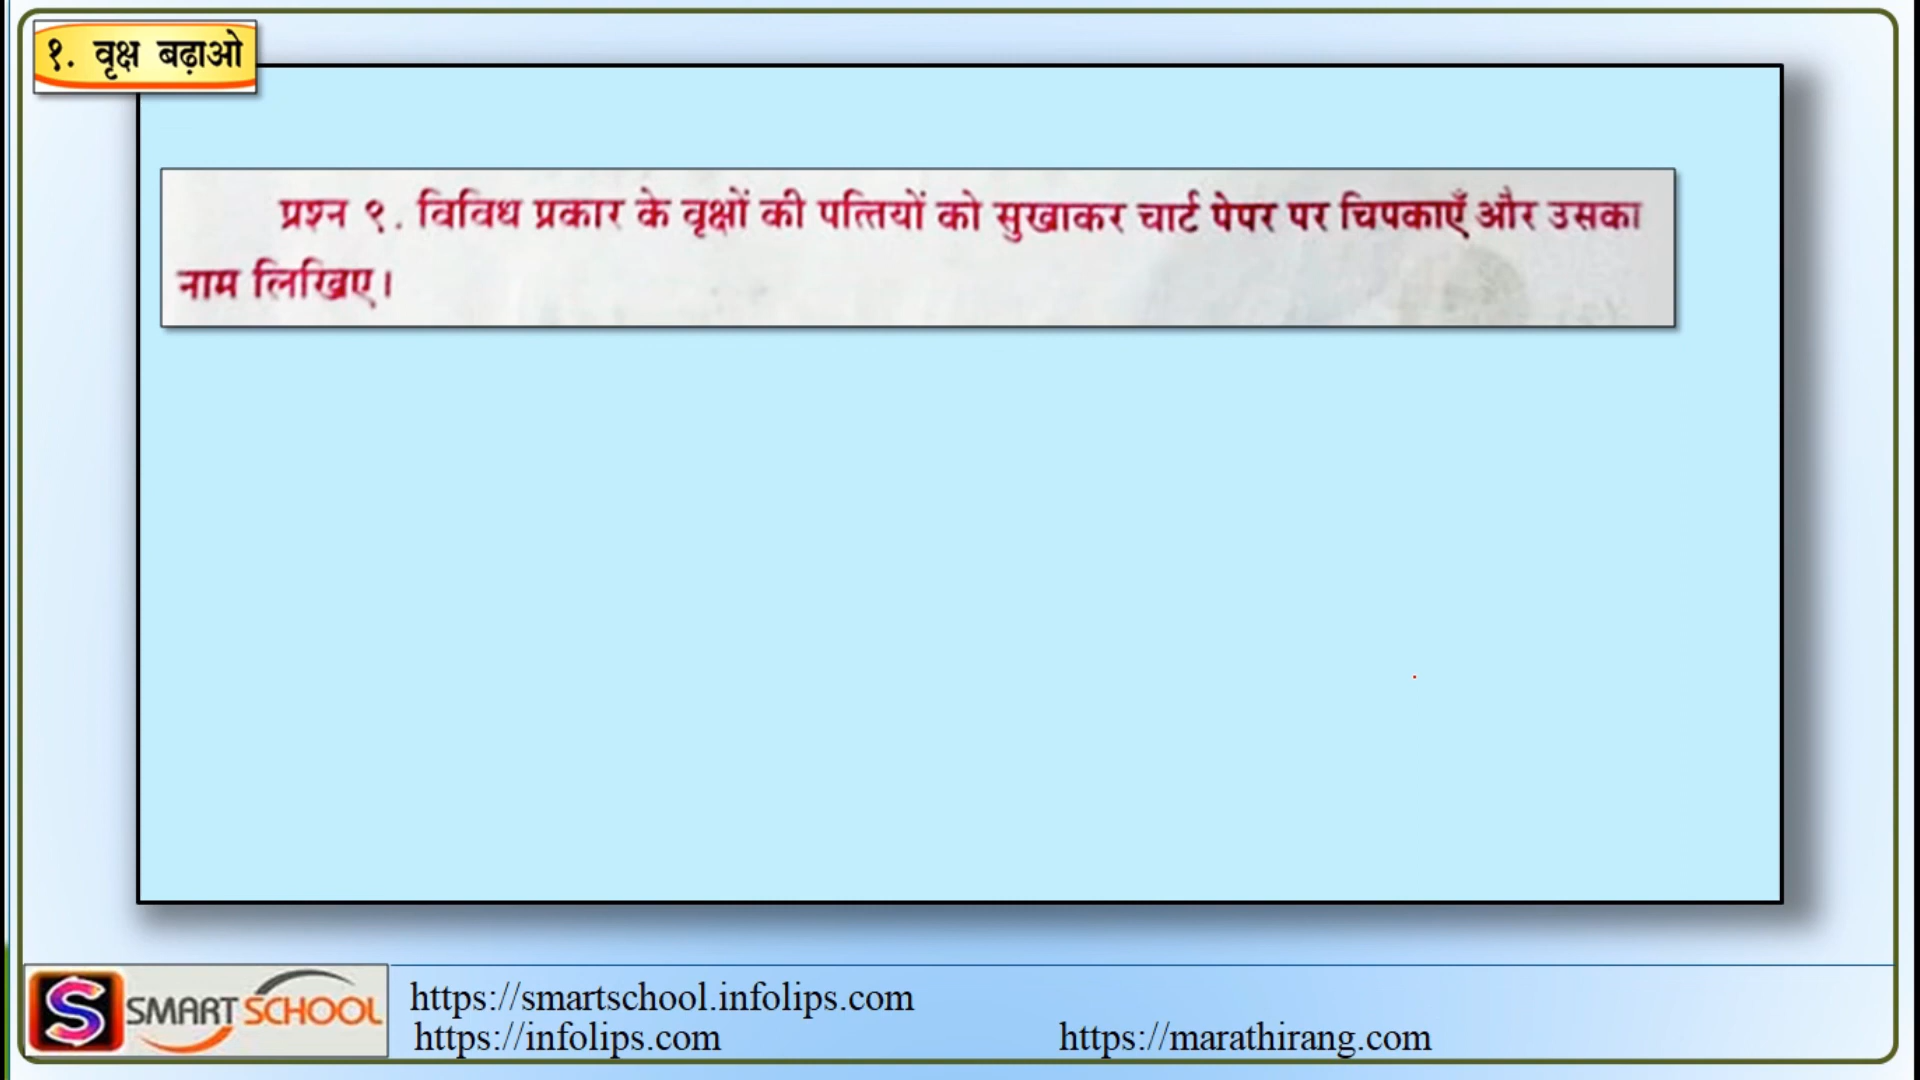 १. वृक्ष बढ़ाओ
प्रश्न ९. विविध प्रकार के वृक्षों की पत्तियों को सुखाकर चार्ट पेपर पर चिपकाएँ और उसका
नाम लिखिए।
S SMART SCHOOL
https://smartschool.infolips.com
https://infolips.com https://marathirang.com